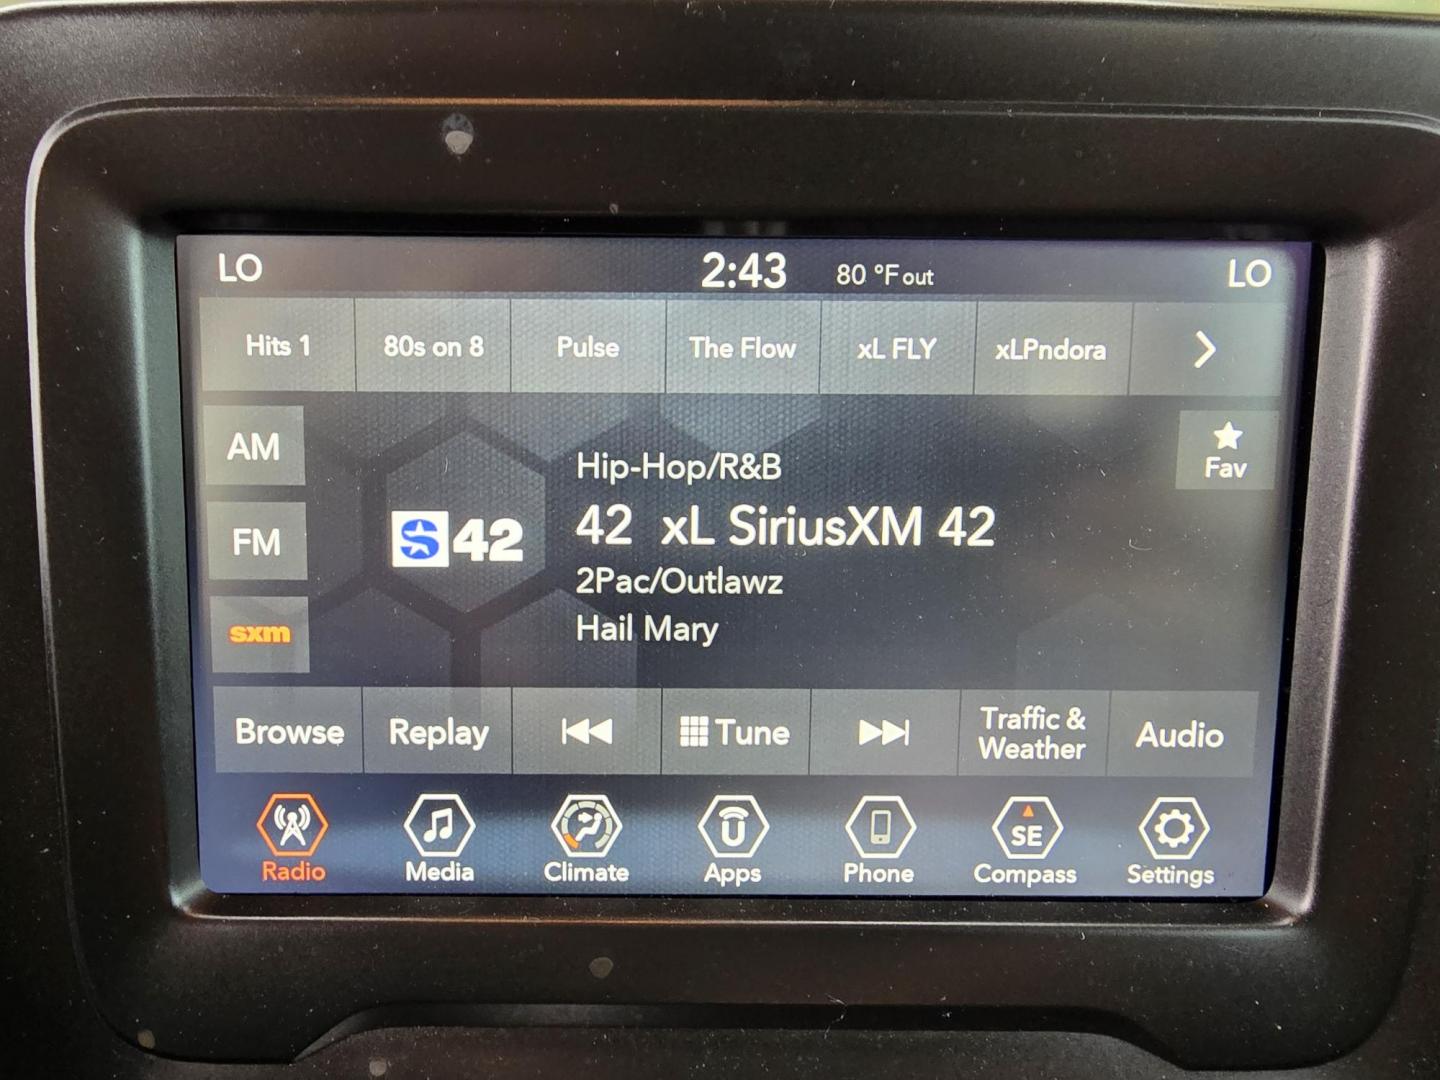 LO 2:43 80 °F out LO
Hits 1 80s on 8 Pulse The Flow xL FLY xLPndora
AM
Fav
Hip-Hop/R&B
FM
S 42
42 xL SiriusXM 42
2Pac/Outlawz
sxm
Hail Mary
Browse Replay Tune Traffic & Weather Audio
SE
Radio Media Climate Apps Phone Compass Settings